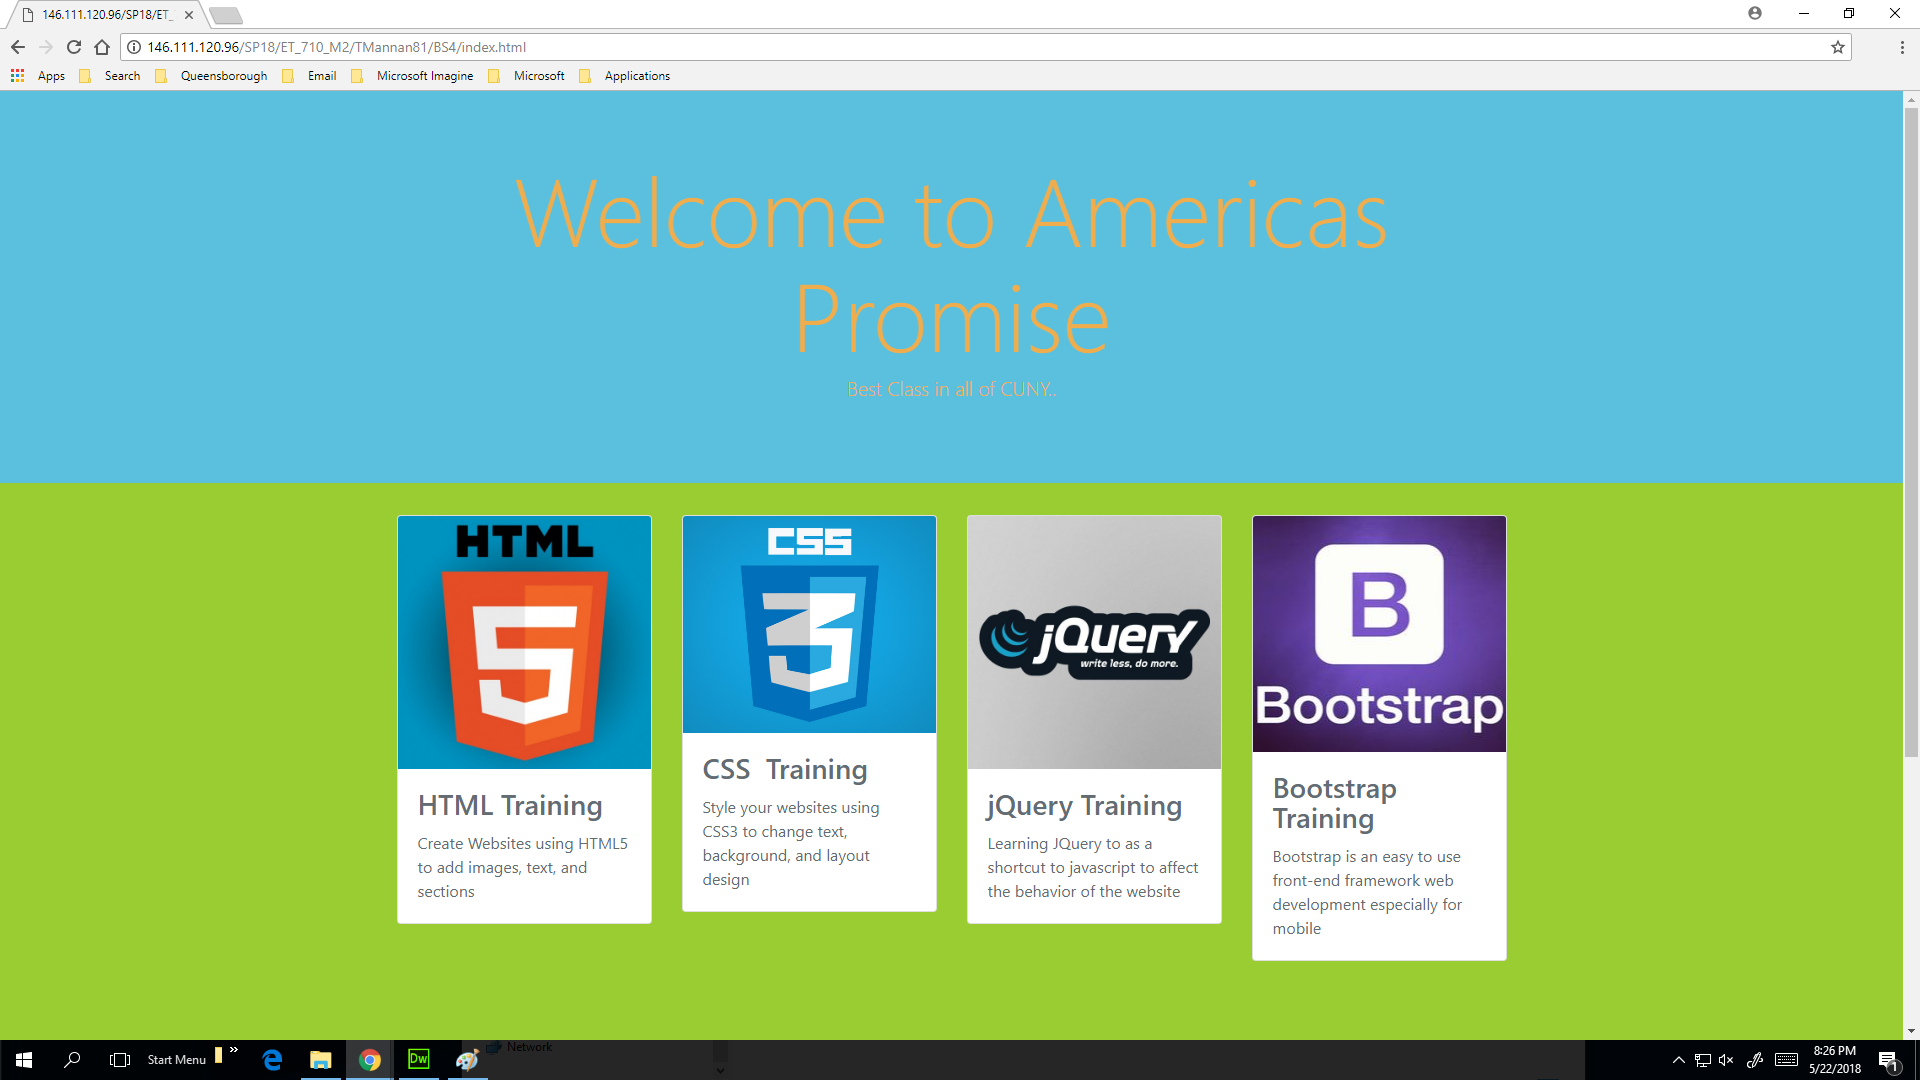 146.111.120.96/SP18/ET_
146.111.120.96/SP18/ET_710_M2/TMannan81/BS4/index.html
Apps Search Queensborough Email Microsoft Imagine Microsoft Applications
Welcome to Americas
Promise
Best Class in all of CUNY..
HTML
5
HTML Training
Create Websites using HTML5
to add images, text, and
sections
CSS
3
CSS  Training
Style your websites using
CSS3 to change text,
background, and layout
design
jQuery
write less, do more.
jQuery Training
Learning JQuery to as a
shortcut to javascript to affect
the behavior of the website
B
Bootstrap
Bootstrap
Training
Bootstrap is an easy to use
front-end framework web
development especially for
mobile
Start Menu
Dw
Network
8:26 PM
5/22/2018
1